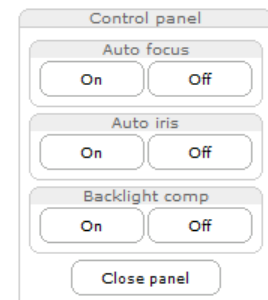 Control panel
Auto focus
On Off
Auto iris
On Off
Backlight comp
On Off
Close panel